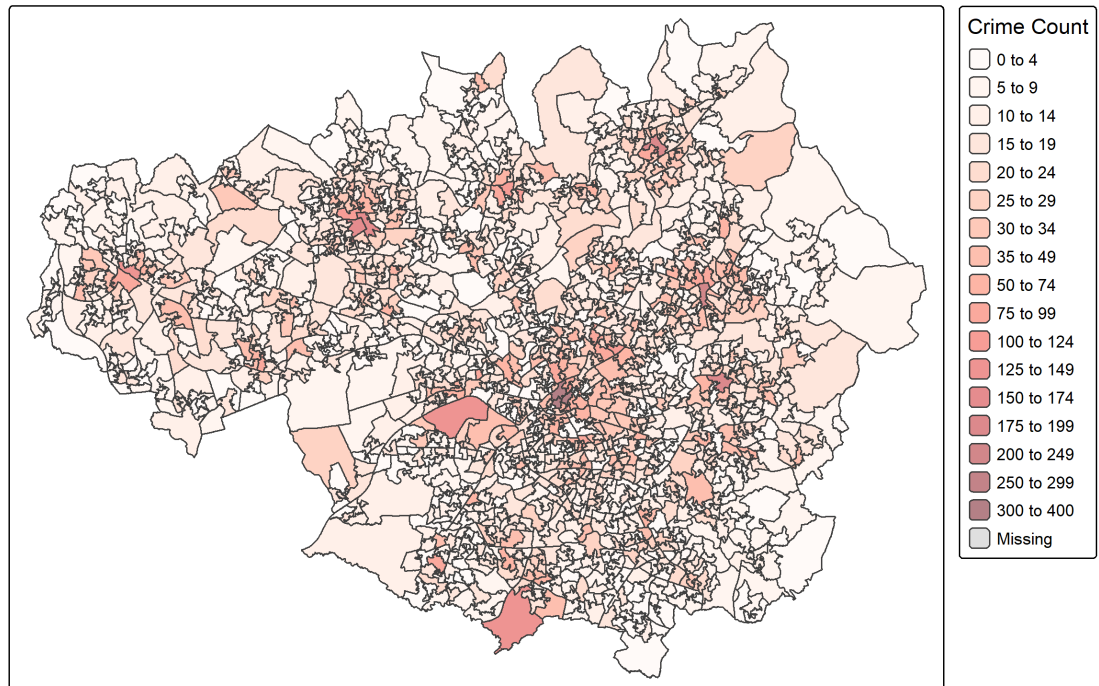 Crime Count
0 to 4
5 to 9
10 to 14
15 to 19
20 to 24
25 to 29
30 to 34
35 to 49
50 to 74
75 to 99
100 to 124
125 to 149
150 to 174
175 to 199
200 to 249
250 to 299
300 to 400
Missing